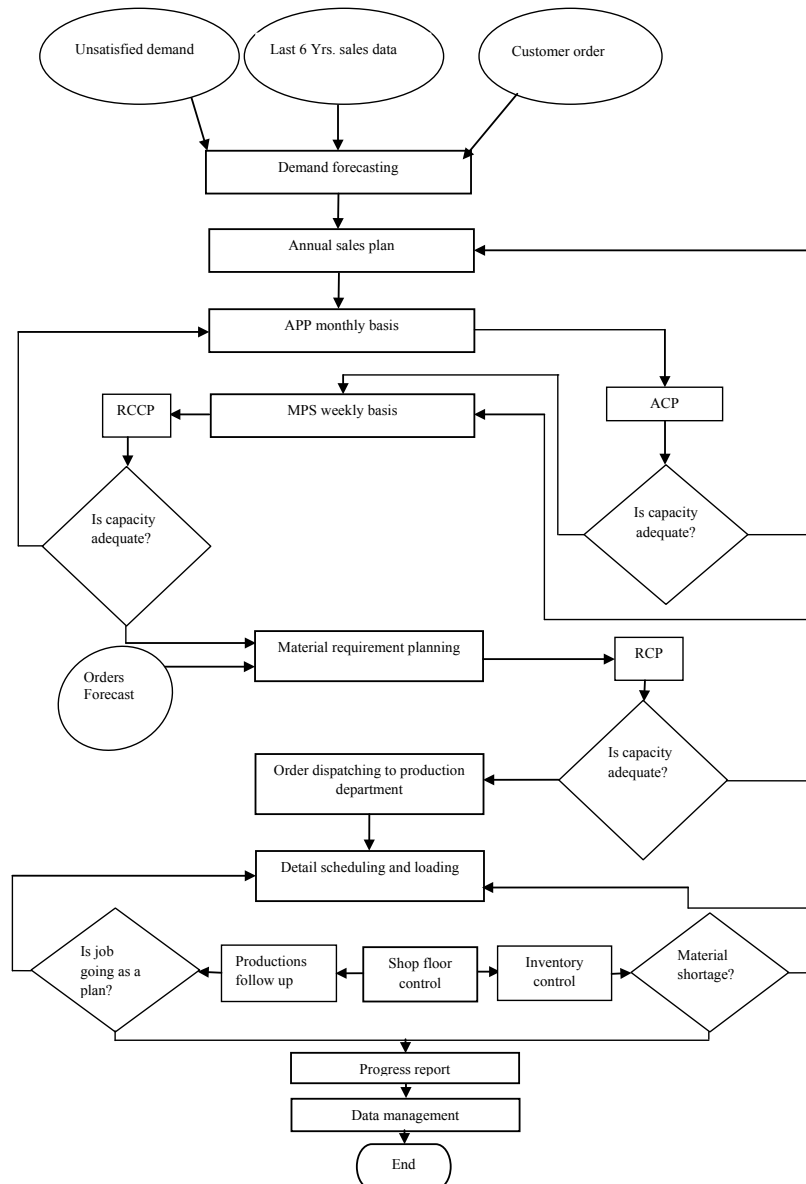 Unsatisfied demand
Last 6 Yrs. sales data
Customer order
Demand forecasting
Annual sales plan
APP monthly basis
RCCP
MPS weekly basis
ACP
Is capacity
adequate?
Is capacity
adequate?
Material requirement planning
RCP
Orders
Forecast
Order dispatching to production
department
Is capacity
adequate?
Detail scheduling and loading
Is job
going as a
plan?
Productions
follow up
Shop floor
control
Inventory
control
Material
shortage?
Progress report
Data management
End